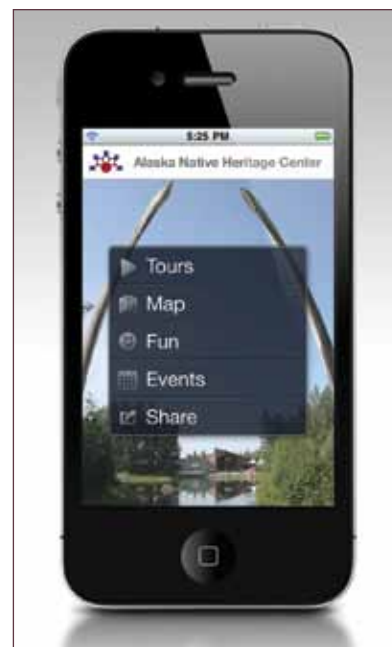 5:25 PM
Alaska Native Heritage Center
Tours
Map
Fun
Events
Share